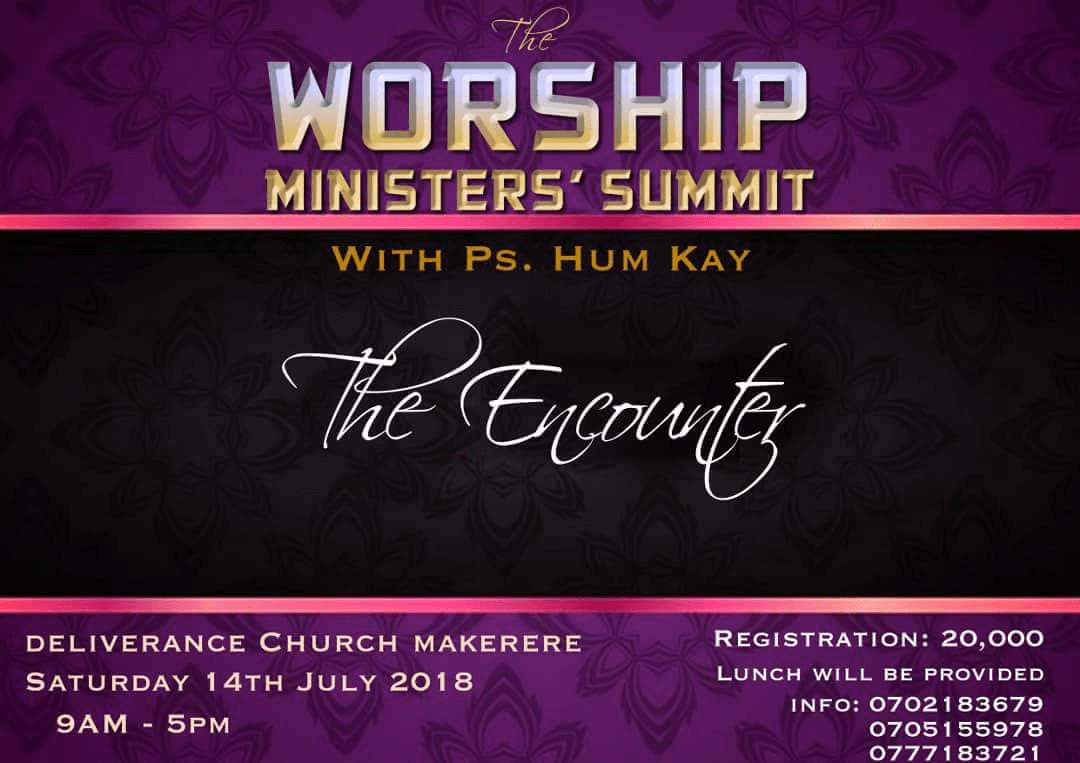 The
WORSHIP
MINISTERS' SUMMIT
WITH PS. HUM KAY
The Encounter
DELIVERANCE CHURCH MAKERERE
SATURDAY 14TH JULY 2018
9AM - 5PM
REGISTRATION: 20,000
LUNCH WILL BE PROVIDED
INFO: 0702183679
0705155978
0777183721